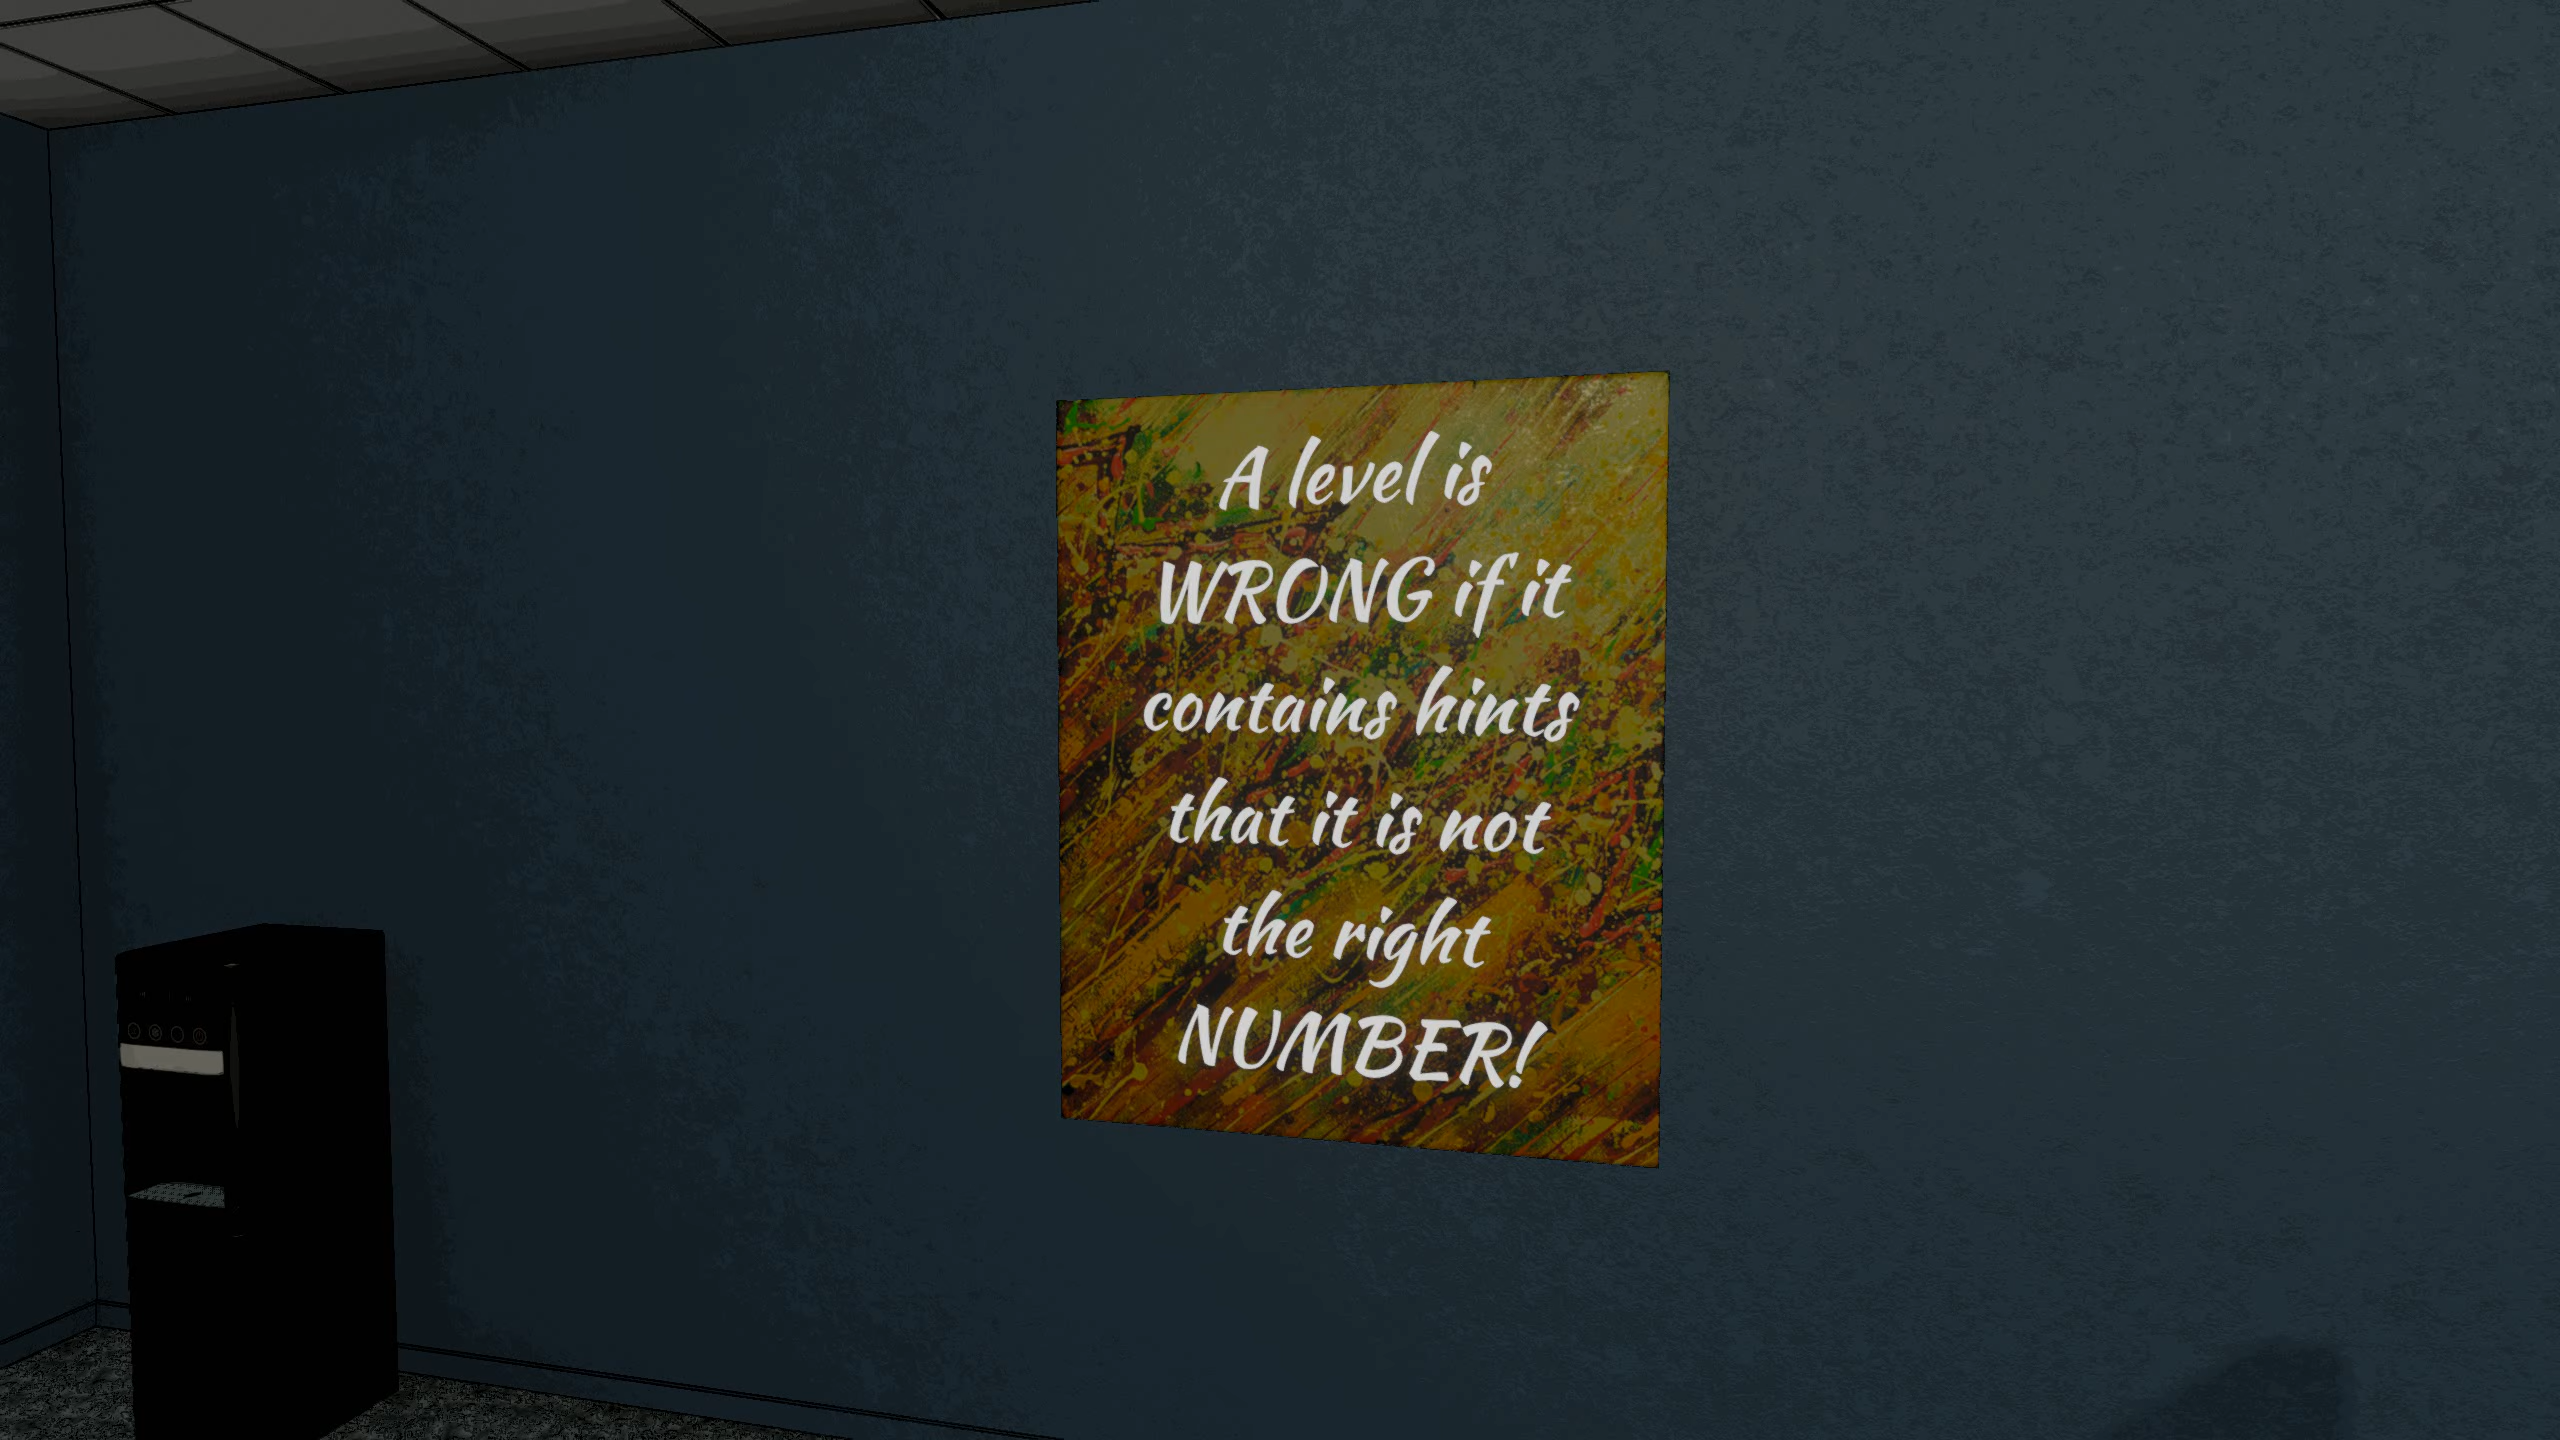 A level is
WRONG if it
contains hints
that it is not
the right
NUMBER!